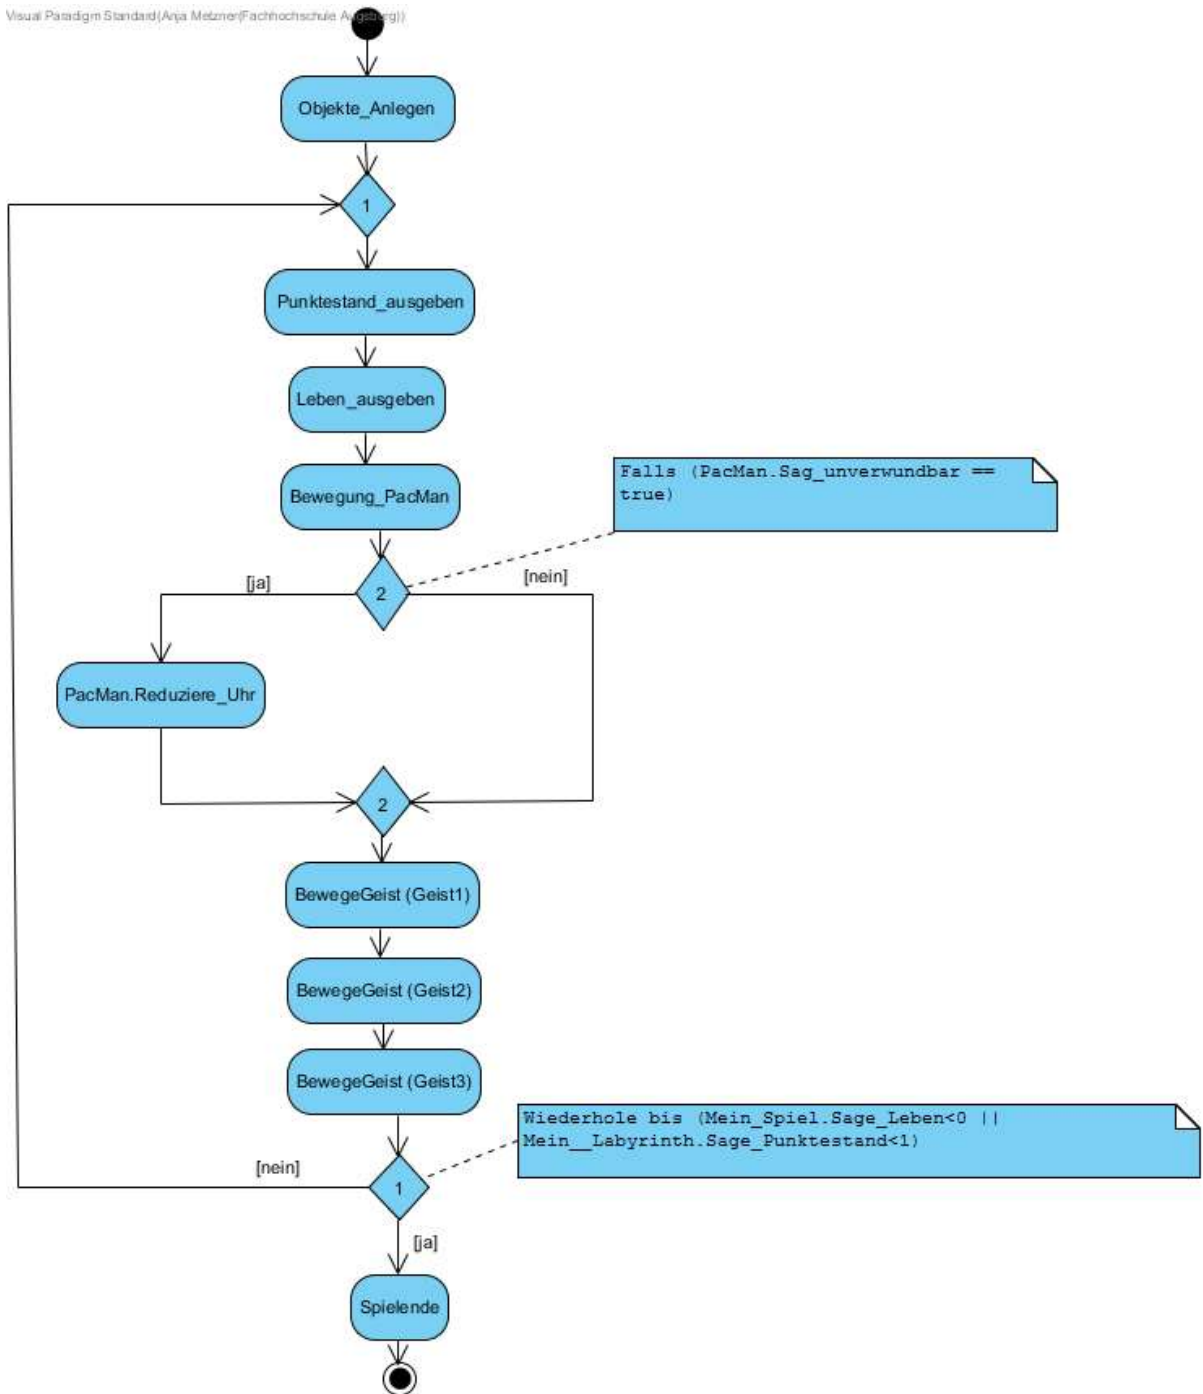 Visual Paradigm Standard(Anja Metzner(Fachhochschule Augsburg))
Objekte_Anlegen
1
Punktestand_ausgeben
Leben_ausgeben
Bewegung_PacMan
Falls (PacMan.Sag_unverwundbar ==
true)
[ja]
[nein]
2
PacMan.Reduziere_Uhr
2
BewegeGeist (Geist1)
BewegeGeist (Geist2)
BewegeGeist (Geist3)
Wiederhole bis (Mein_Spiel.Sage_Leben<0 ||
Mein__Labyrinth.Sage_Punktestand<1)
[nein]
1
[ja]
Spielende